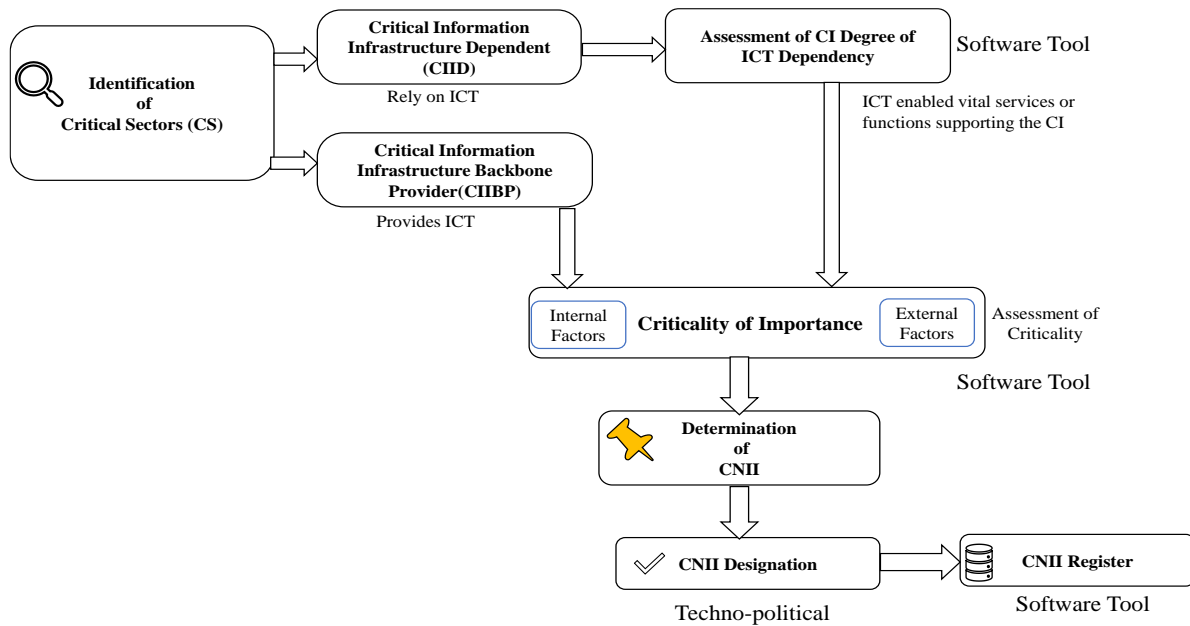 Identification
of
Critical Sectors (CS)
Critical Information
Infrastructure Dependent
(CIID)
Rely on ICT
Assessment of CI Degree of
ICT Dependency
Software Tool
ICT enabled vital services or
functions supporting the CI
Critical Information
Infrastructure Backbone
Provider(CIIBP)
Provides ICT
Internal
Factors
Criticality of Importance
External
Factors
Assessment of
Criticality
Software Tool
Determination
of
CNII
CNII Designation
Techno-political
CNII Register
Software Tool